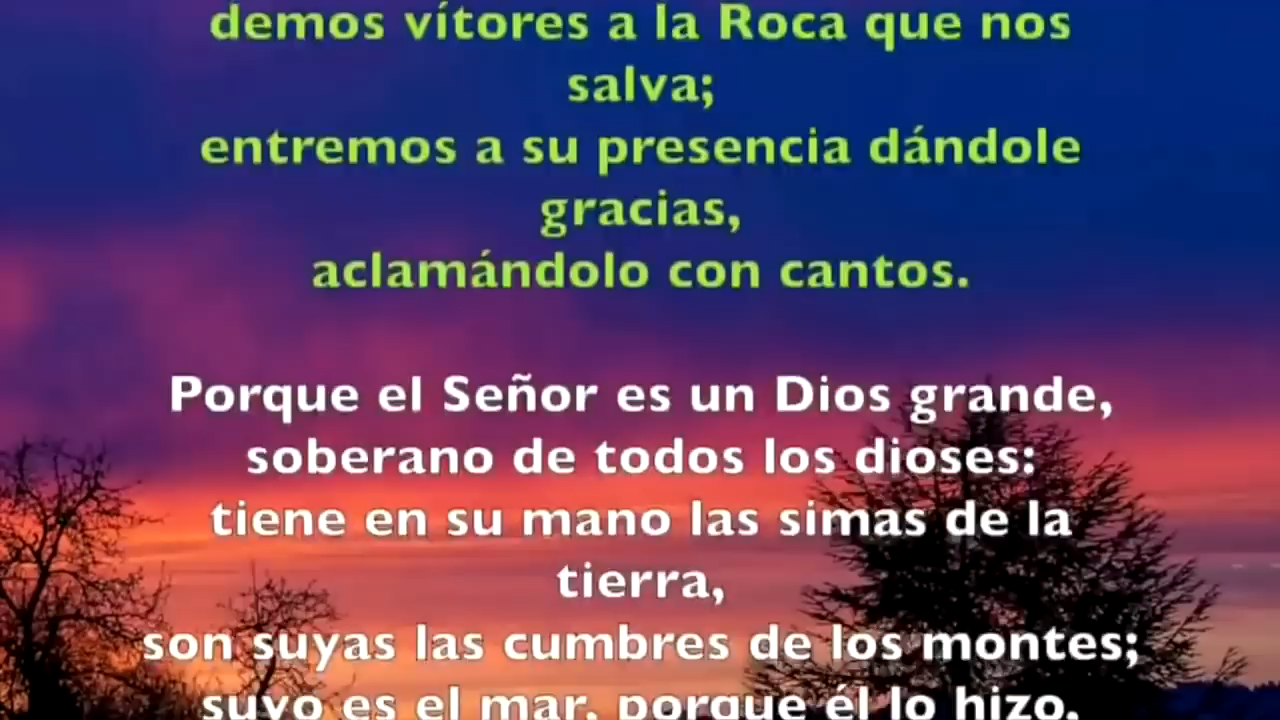 demos vítores a la Roca que nos
salva;
entremos a su presencia dándole
gracias,
aclamándolo con cantos.
Porque el Señor es un Dios grande,
soberano de todos los dioses:
tiene en su mano las simas de la
tierra,
son suyas las cumbres de los montes;
suyo es el mar, porque él lo hizo,